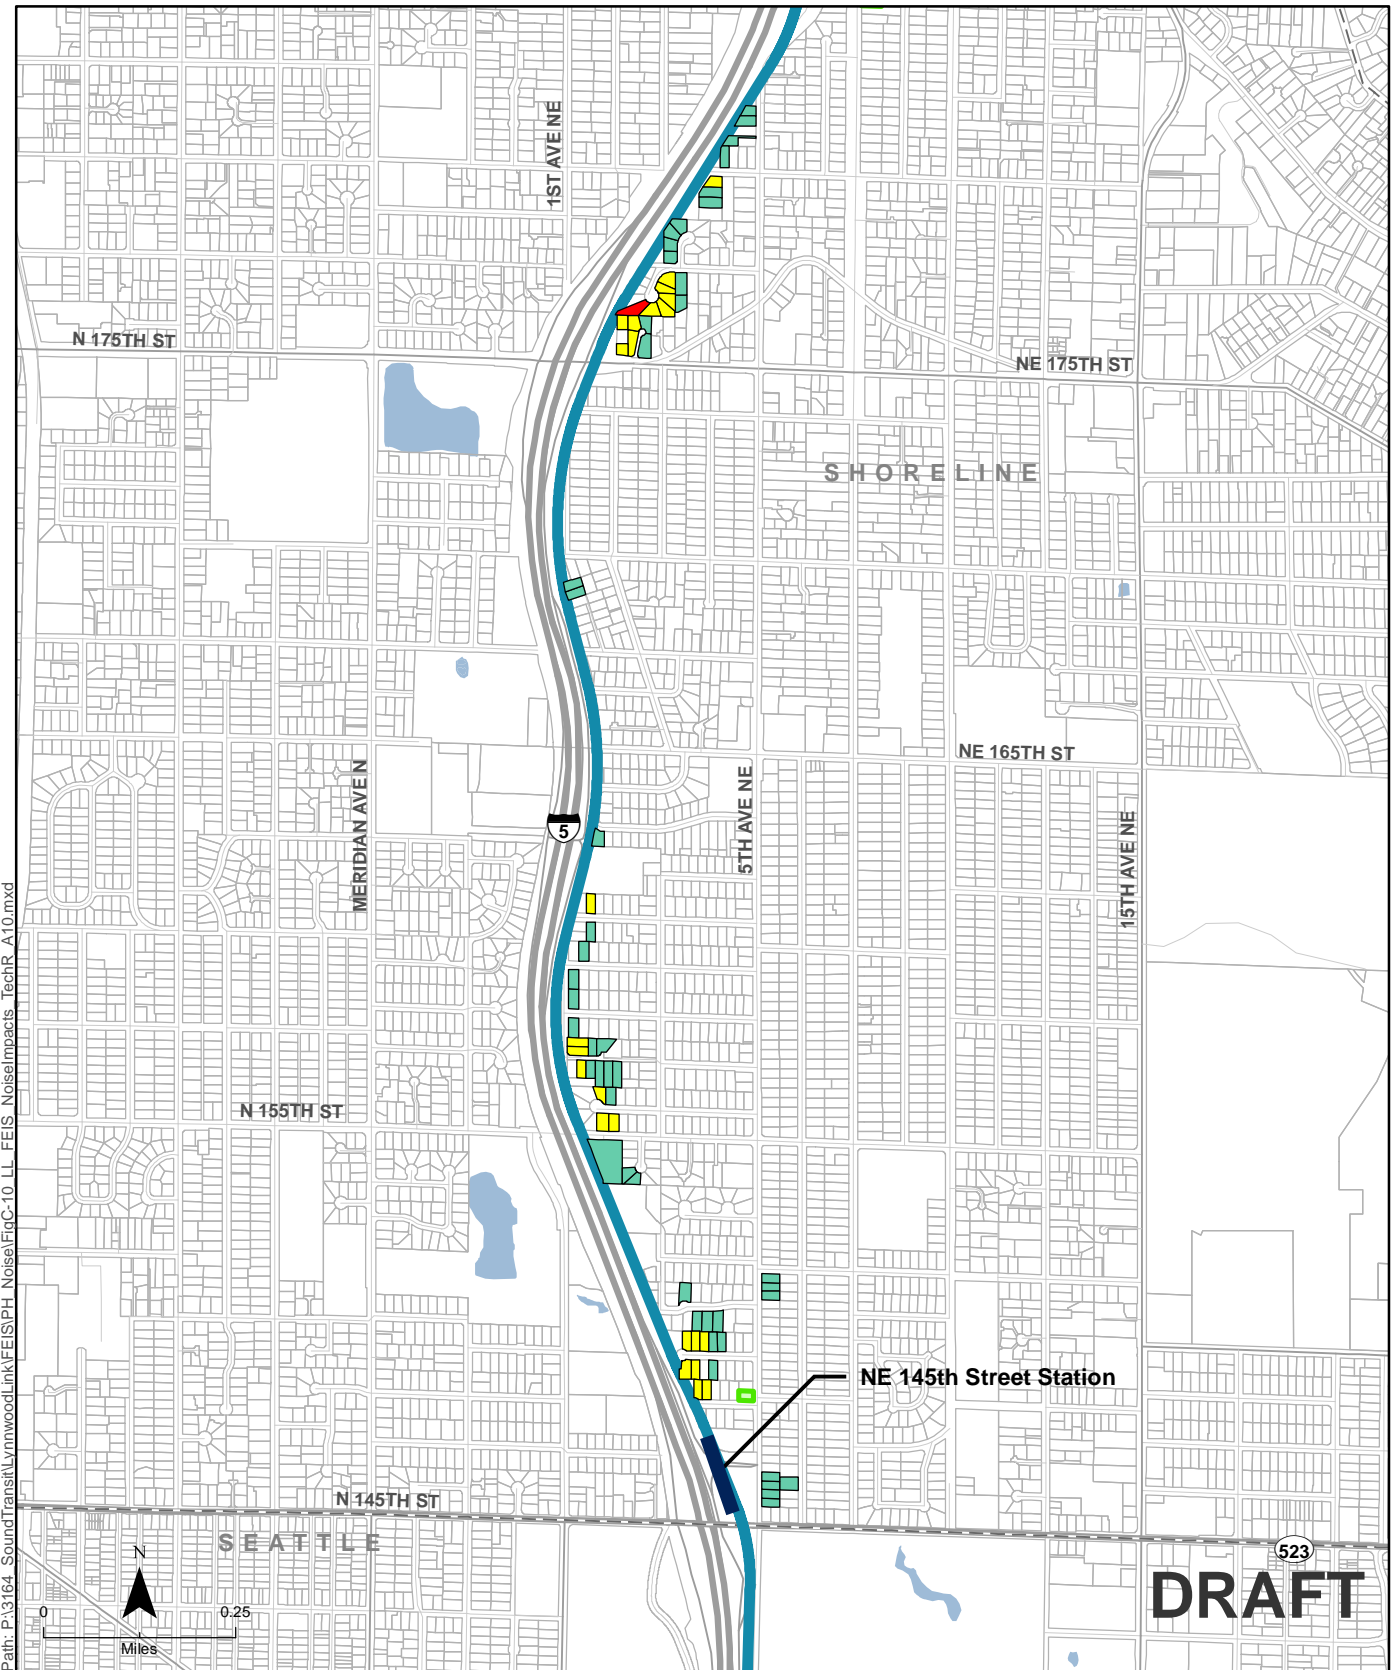 1ST AVE NE
N 175TH ST
NE 175TH ST
SHORELINE
NE 165TH ST
MERIDIAN AVE N
5TH AVE NE
15TH AVE NE
5
N 155TH ST
NE 145th Street Station
N 145TH ST
SEATTLE
523
DRAFT
N
0 0.25
Miles
Path: P:\3164_SoundTransit\LynnwoodLink\FEIS\PH_Noise\FigC-10_LL_FEIS_NoiseImpacts_TechR_A10.mxd